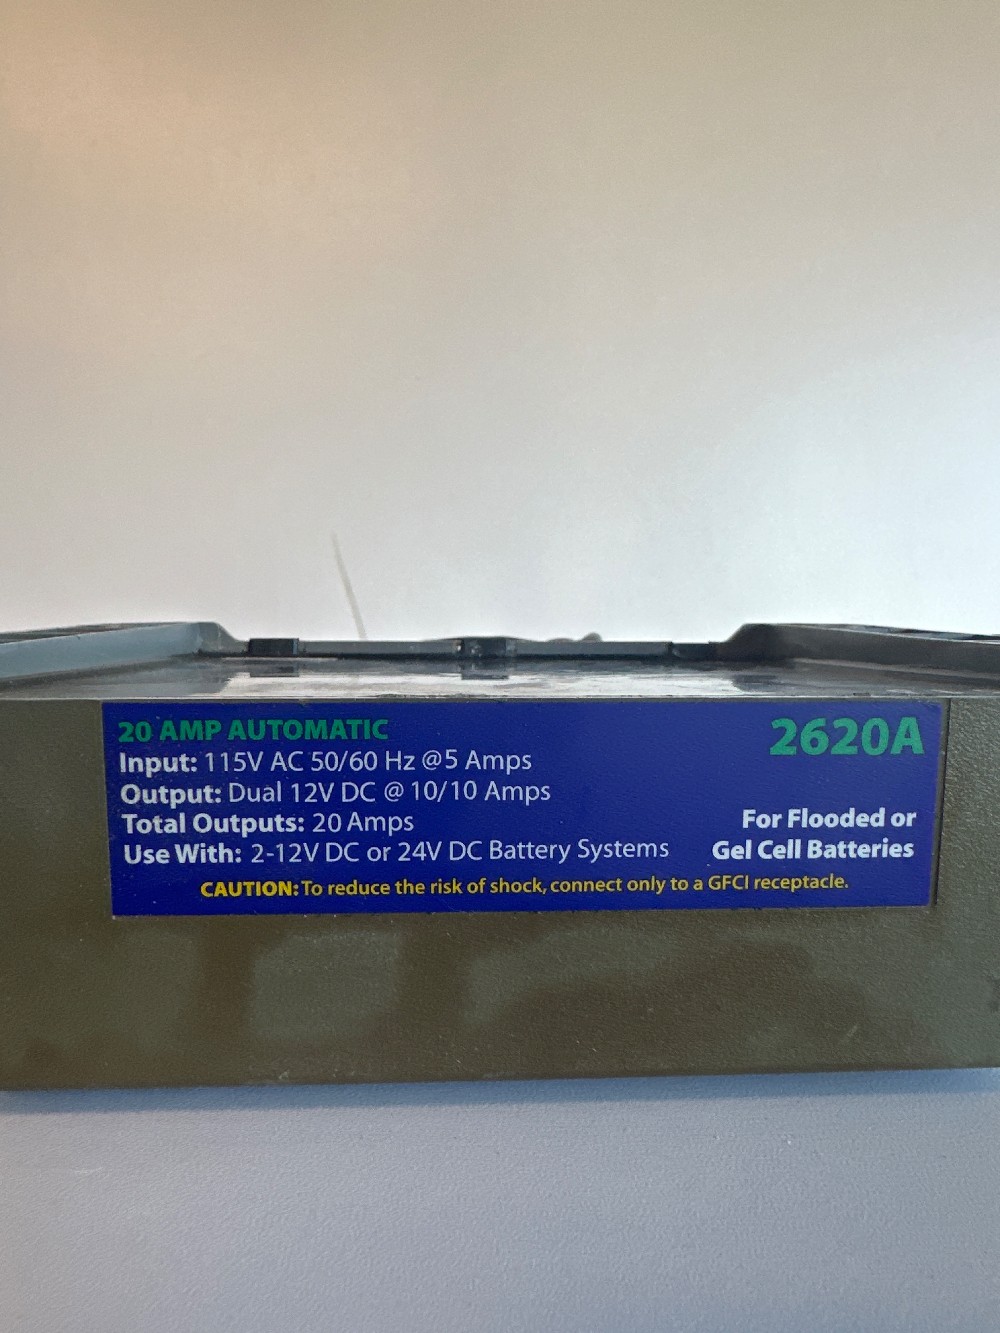 20 AMP AUTOMATIC
2620A
Input: 115V AC 50/60 Hz @5 Amps
Output: Dual 12V DC @ 10/10 Amps
Total Outputs: 20 Amps
Use With: 2-12V DC or 24V DC Battery Systems
For Flooded or
Gel Cell Batteries
CAUTION: To reduce the risk of shock, connect only to a GFCI receptacle.